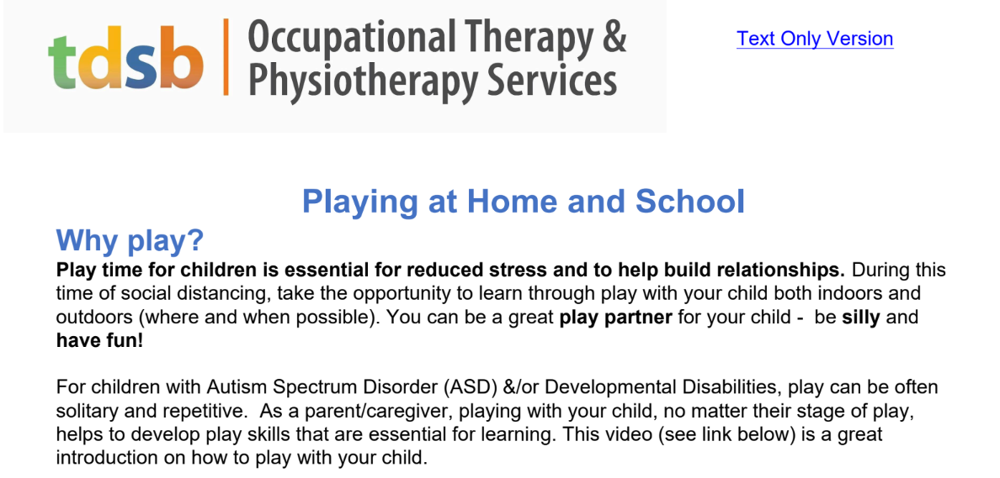 tdsb | Occupational Therapy &
Physiotherapy Services
Text Only Version
Playing at Home and School
Why play?
Play time for children is essential for reduced stress and to help build relationships. During this
time of social distancing, take the opportunity to learn through play with your child both indoors and
outdoors (where and when possible). You can be a great play partner for your child -  be silly and
have fun!
For children with Autism Spectrum Disorder (ASD) &/or Developmental Disabilities, play can be often
solitary and repetitive.  As a parent/caregiver, playing with your child, no matter their stage of play,
helps to develop play skills that are essential for learning. This video (see link below) is a great
introduction on how to play with your child.